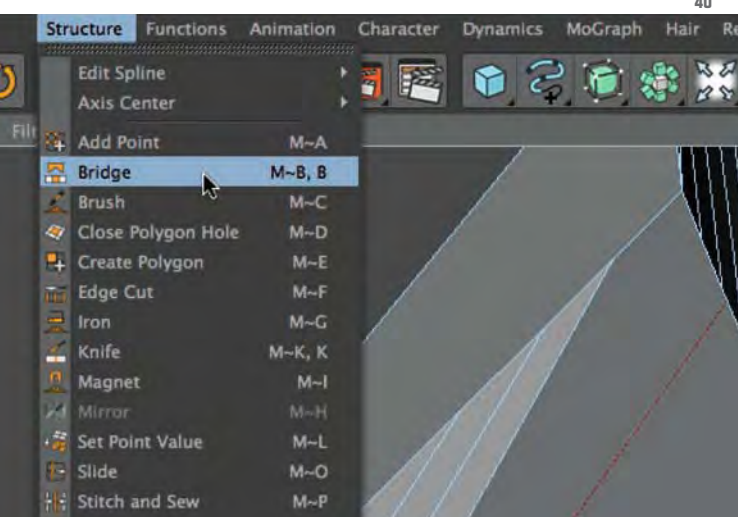 40
Structure Functions Animation Character Dynamics MoGraph Hair
Edit Spline
Axis Center
Add Point M~A
Bridge M~B, B
Brush M~C
Close Polygon Hole M~D
Create Polygon M~E
Edge Cut M~F
Iron M~G
Knife M~K, K
Magnet M~I
Mirror M~H
Set Point Value M~L
Slide M~O
Stitch and Sew M~P